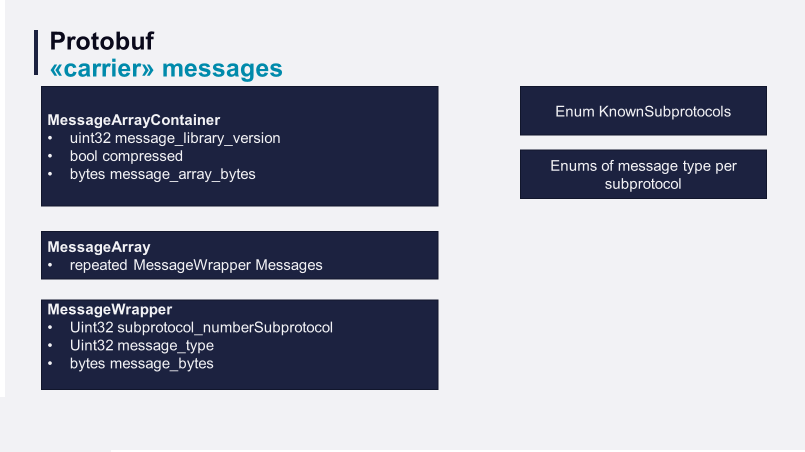 Protobuf
«carrier» messages
MessageArrayContainer
• uint32 message_library_version
• bool compressed
• bytes message_array_bytes
MessageArray
• repeated MessageWrapper Messages
MessageWrapper
• Uint32 subprotocol_numberSubprotocol
• Uint32 message_type
• bytes message_bytes
Enum KnownSubprotocols
Enums of message type per
subprotocol